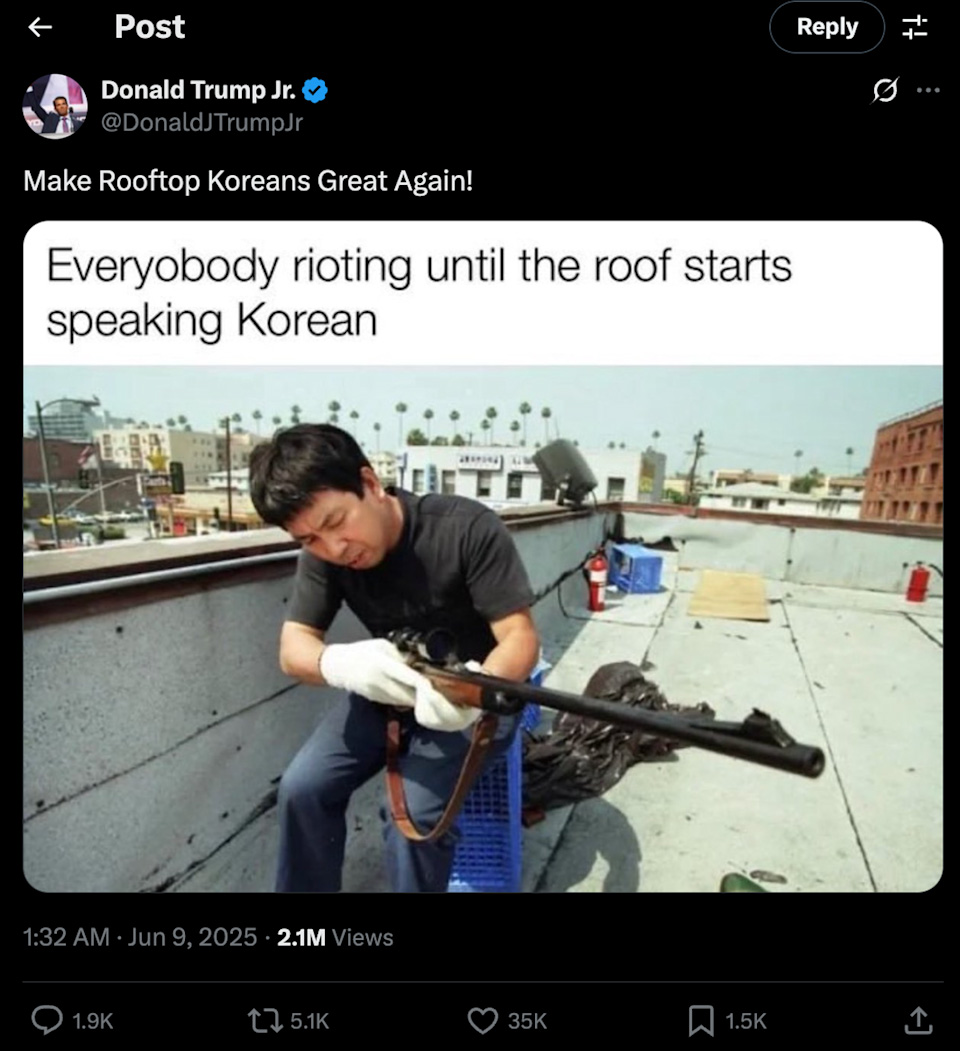 Post
Reply
Donald Trump Jr.
@DonaldJTrumpJr
Make Rooftop Koreans Great Again!
Everyobody rioting until the roof starts
speaking Korean
1:32 AM · Jun 9, 2025 · 2.1M Views
1.9K
5.1K
35K
1.5K